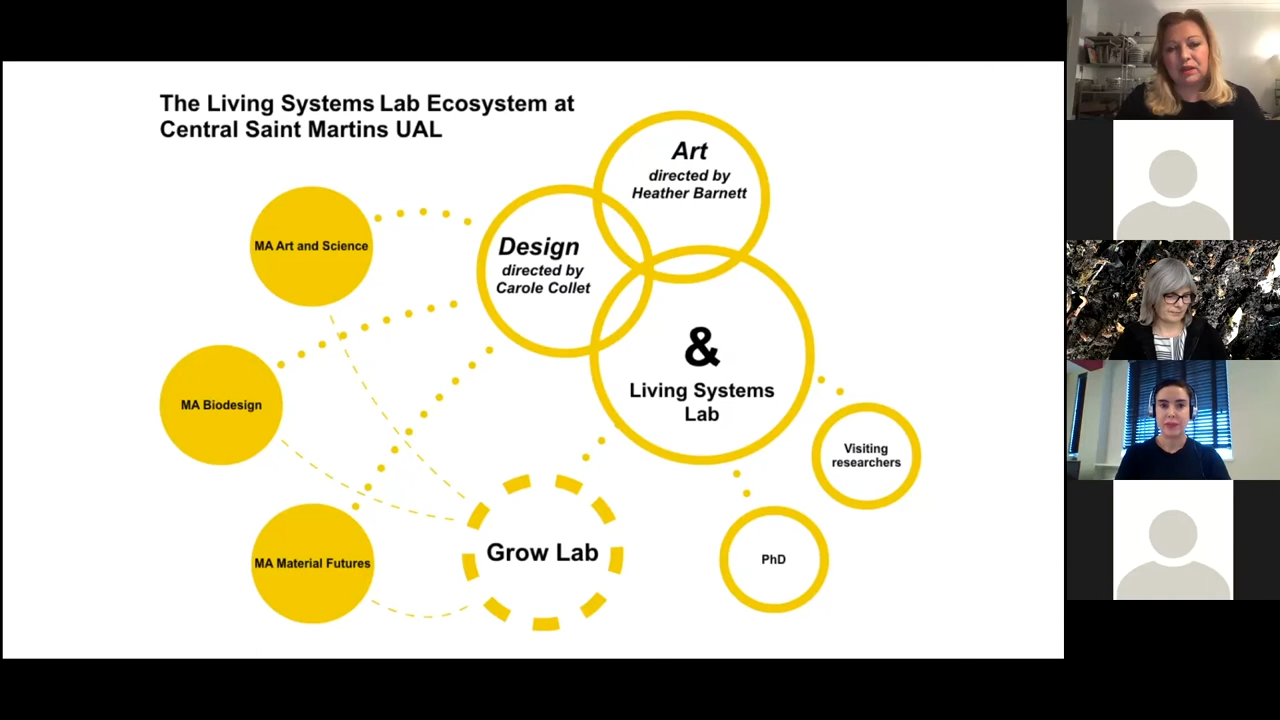 The Living Systems Lab Ecosystem at
Central Saint Martins UAL
Art
directed by
Heather Barnett
Design
directed by
Carole Collet
MA Art and Science
&
Living Systems
Lab
MA Biodesign
Visiting
researchers
Grow Lab
MA Material Futures
PhD